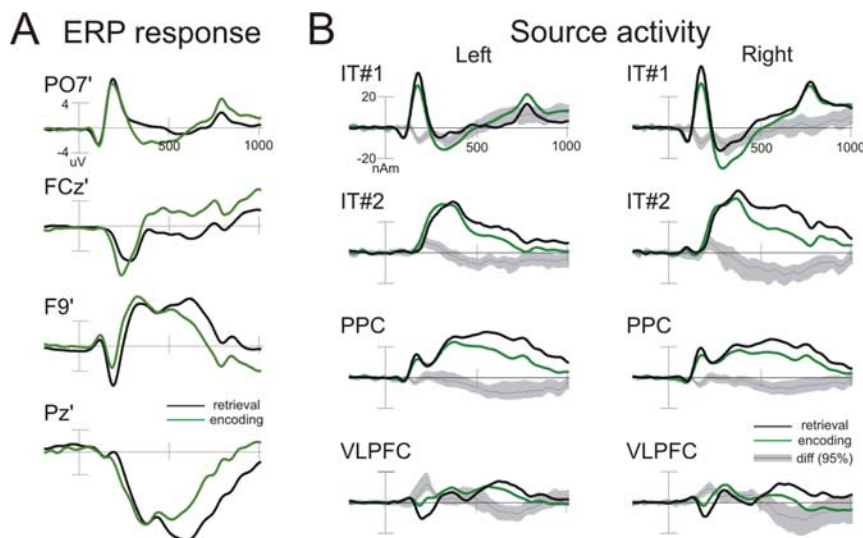 A ERP response
PO7'
4
-4
uV
500
1000
FCz'
F9'
retrieval
encoding
Pz'
B Source activity
Left
Right
IT#1
IT#1
20
-20
nAm
500
1000
500
1000
IT#2
IT#2
PPC
PPC
retrieval
encoding
diff (95%)
VLPFC
VLPFC